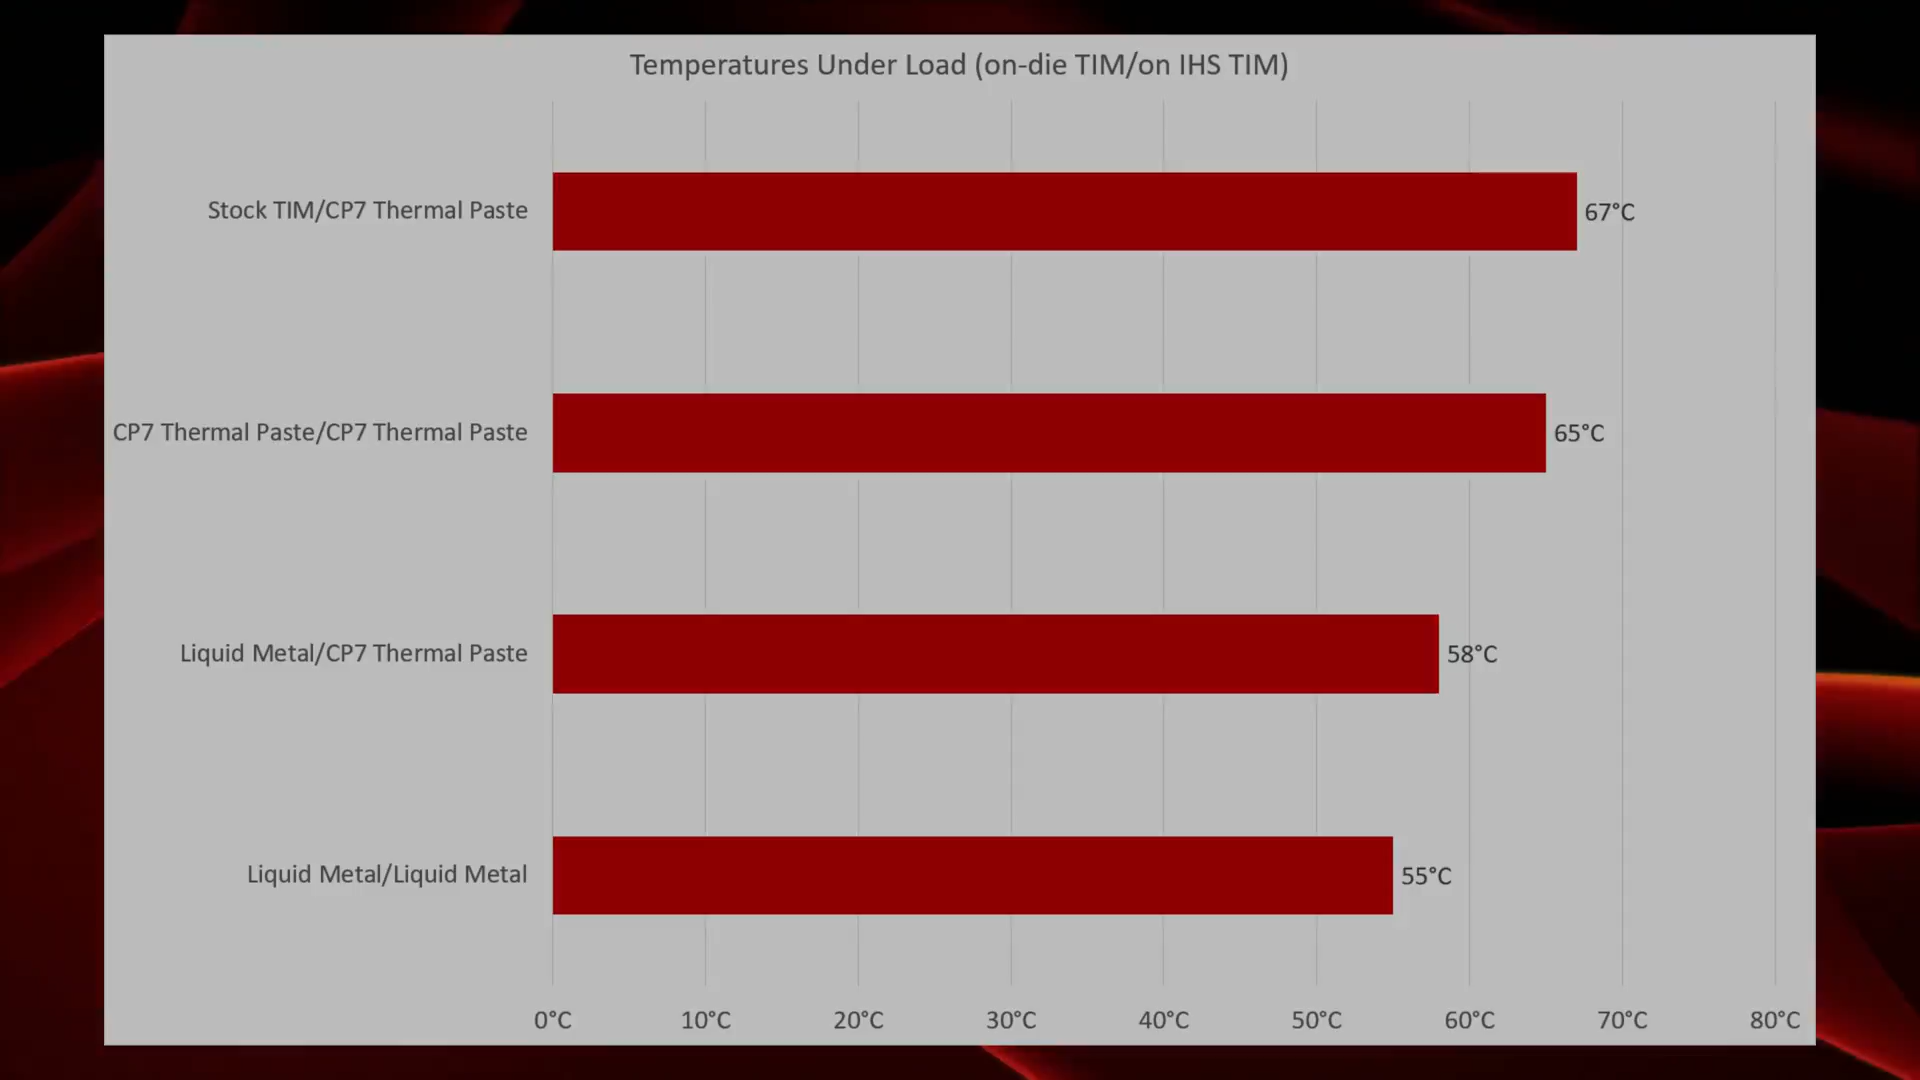 Temperatures Under Load (on-die TIM/on IHS TIM)
Stock TIM/CP7 Thermal Paste
67°C
CP7 Thermal Paste/CP7 Thermal Paste
65°C
Liquid Metal/CP7 Thermal Paste
58°C
Liquid Metal/Liquid Metal
55°C
0°C 10°C 20°C 30°C 40°C 50°C 60°C 70°C 80°C